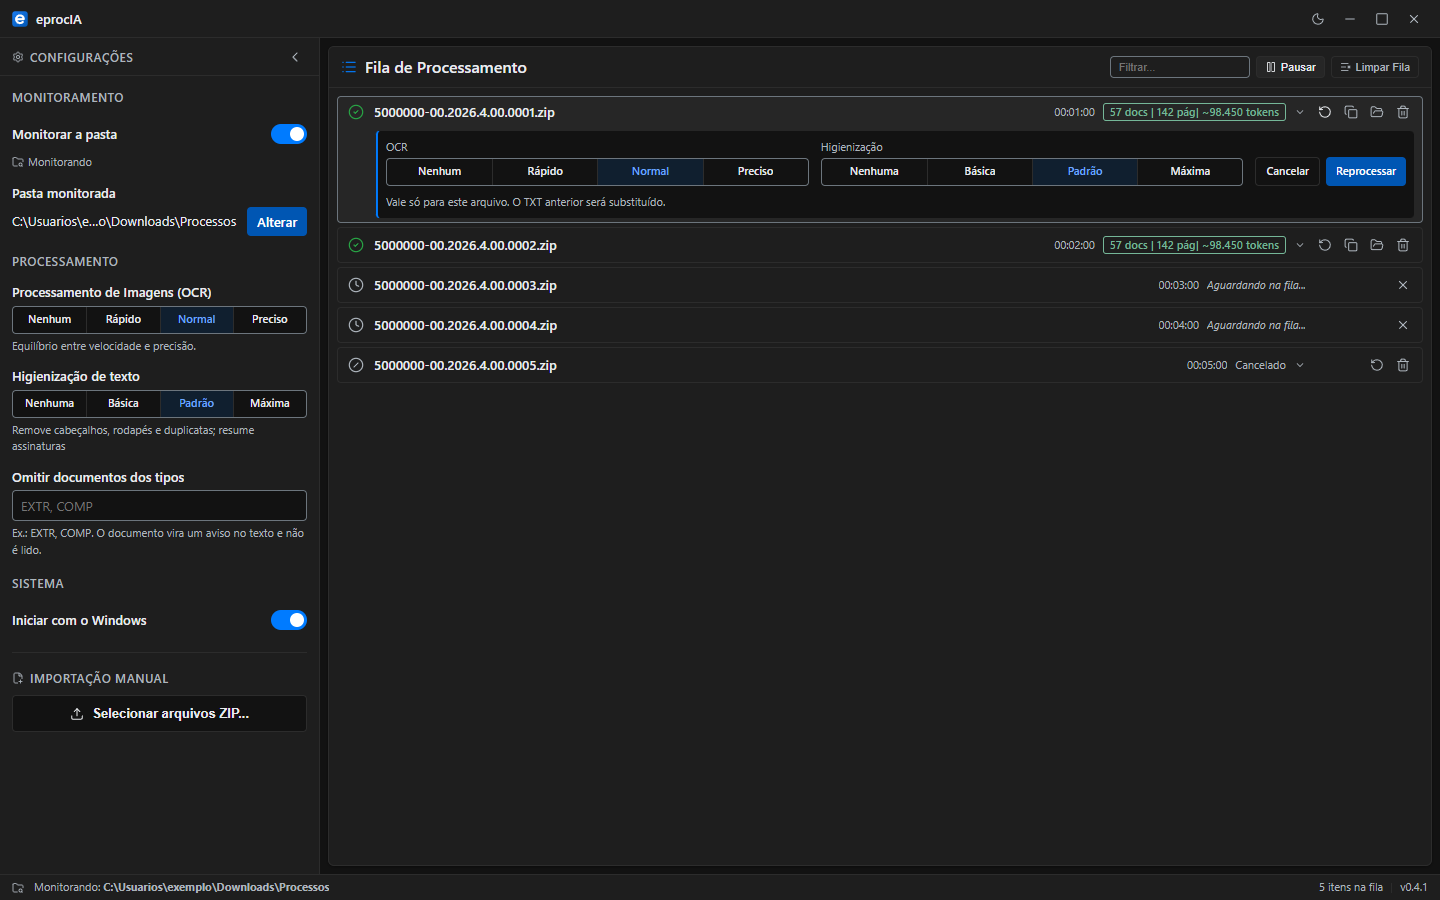 eprocIA
CONFIGURAÇÕES
MONITORAMENTO
Monitorar a pasta
Monitorando
Pasta monitorada
C:\Usuarios\e...o\Downloads\Processos
Alterar
PROCESSAMENTO
Processamento de Imagens (OCR)
Nenhum Rápido Normal Preciso
Equilíbrio entre velocidade e precisão.
Higienização de texto
Nenhuma Básica Padrão Máxima
Remove cabeçalhos, rodapés e duplicatas; resume
assinaturas
Omitir documentos dos tipos
EXTR, COMP
Ex.: EXTR, COMP. O documento vira um aviso no texto e não
é lido.
SISTEMA
Iniciar com o Windows
IMPORTAÇÃO MANUAL
Selecionar arquivos ZIP...
Fila de Processamento
Filtrar...
Pausar
Limpar Fila
5000000-00.2026.4.00.0001.zip 00:01:00 57 docs | 142 pág| ~98.450 tokens
OCR
Nenhum Rápido Normal Preciso
Higienização
Nenhuma Básica Padrão Máxima
Cancelar
Reprocessar
Vale só para este arquivo. O TXT anterior será substituído.
5000000-00.2026.4.00.0002.zip 00:02:00 57 docs | 142 pág| ~98.450 tokens
5000000-00.2026.4.00.0003.zip 00:03:00 Aguardando na fila...
5000000-00.2026.4.00.0004.zip 00:04:00 Aguardando na fila...
5000000-00.2026.4.00.0005.zip 00:05:00 Cancelado
Monitorando: C:\Usuarios\exemplo\Downloads\Processos
5 itens na fila
v0.4.1